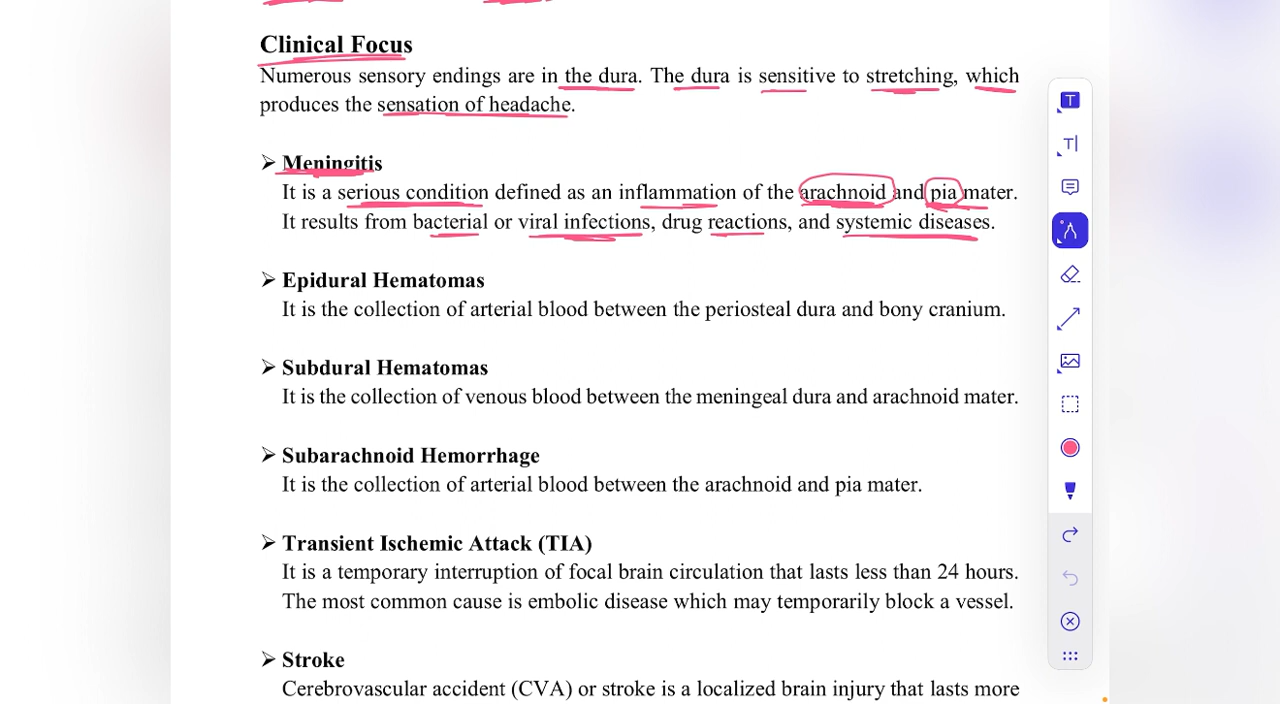 Clinical Focus
Numerous sensory endings are in the dura. The dura is sensitive to stretching, which
produces the sensation of headache.
➢ Meningitis
It is a serious condition defined as an inflammation of the arachnoid and pia mater.
It results from bacterial or viral infections, drug reactions, and systemic diseases.
➢ Epidural Hematomas
It is the collection of arterial blood between the periosteal dura and bony cranium.
➢ Subdural Hematomas
It is the collection of venous blood between the meningeal dura and arachnoid mater.
➢ Subarachnoid Hemorrhage
It is the collection of arterial blood between the arachnoid and pia mater.
➢ Transient Ischemic Attack (TIA)
It is a temporary interruption of focal brain circulation that lasts less than 24 hours.
The most common cause is embolic disease which may temporarily block a vessel.
➢ Stroke
Cerebrovascular accident (CVA) or stroke is a localized brain injury that lasts more
T
T